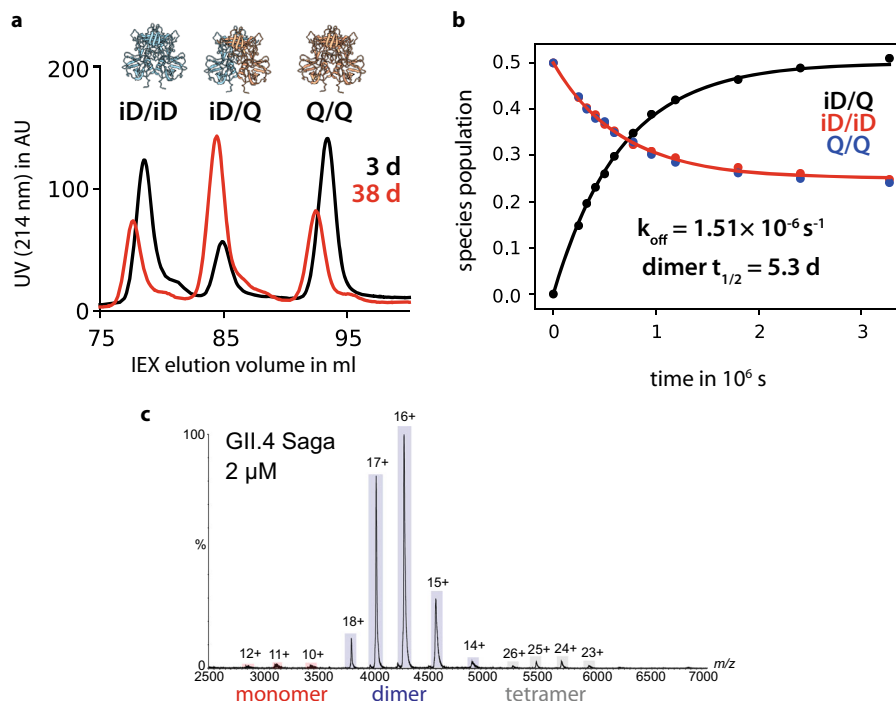 a
iD/iD iD/Q Q/Q
3 d
38 d
200
100
0
UV (214 nm) in AU
75 85 95
IEX elution volume in ml
b
0.5
0.4
0.3
0.2
0.1
0.0
species population
iD/Q
iD/iD
Q/Q
k_off = 1.51× 10⁻⁶ s⁻¹
dimer t_1/2 = 5.3 d
0 1 2 3
time in 10⁶ s
c
GII.4 Saga
2 µM
100
%
0
12+ 11+ 10+ 18+ 17+ 16+ 15+ 14+ 26+ 25+ 24+ 23+
2500 3000 3500 4000 4500 5000 5500 6000 6500 7000 m/z
monomer dimer tetramer